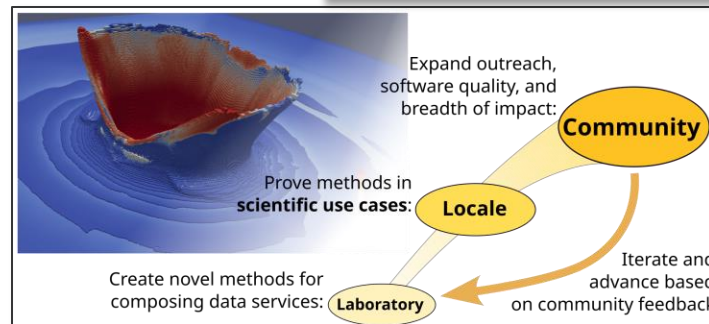 Expand outreach,
software quality, and
breadth of impact:
Community
Prove methods in
scientific use cases:
Locale
Create novel methods for
composing data services:
Laboratory
Iterate and
advance based
on community feedback